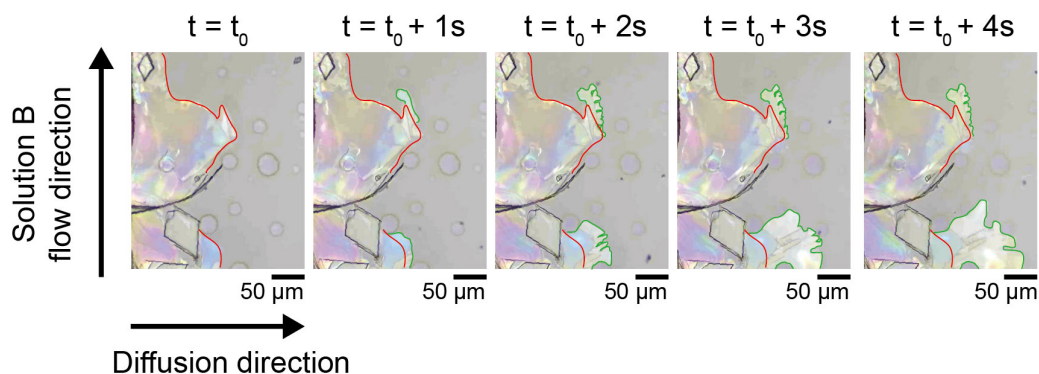 t = t₀
t = t₀ + 1s
t = t₀ + 2s
t = t₀ + 3s
t = t₀ + 4s
Solution B
flow direction
50 µm
50 µm
50 µm
50 µm
50 µm
Diffusion direction